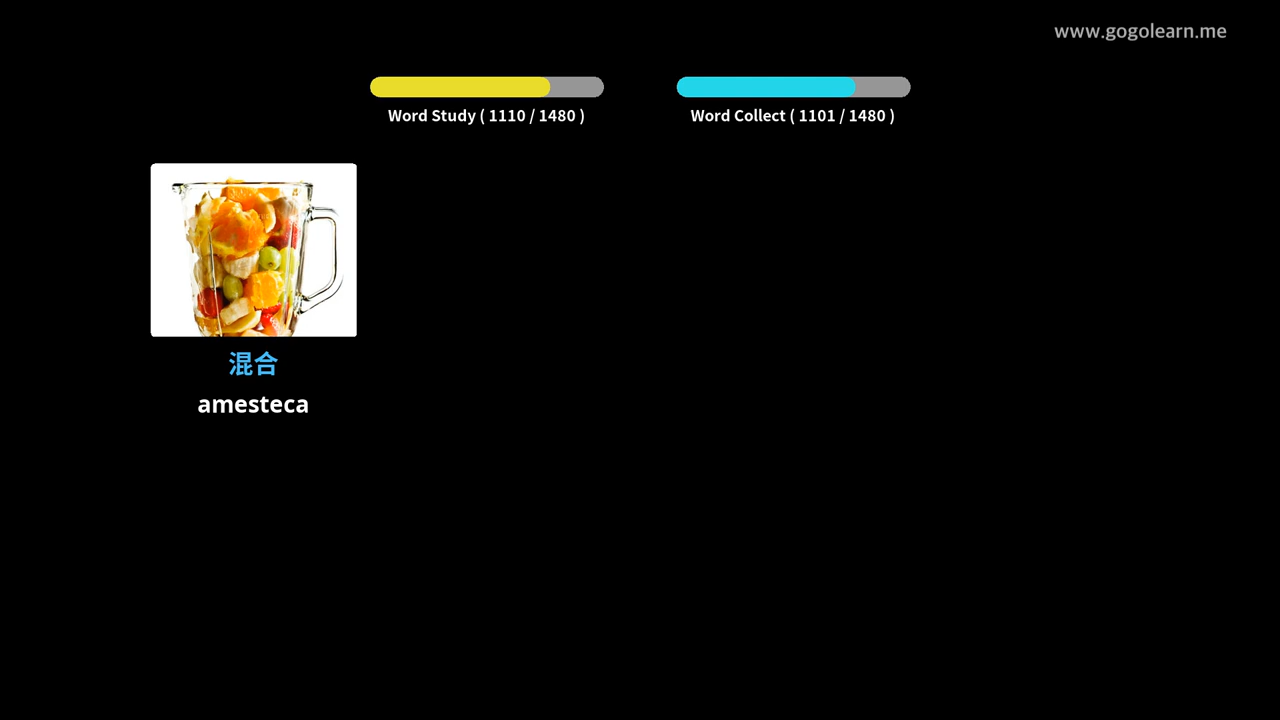 www.gogolearn.me
Word Study ( 1110 / 1480 )
Word Collect ( 1101 / 1480 )
混合
amesteca